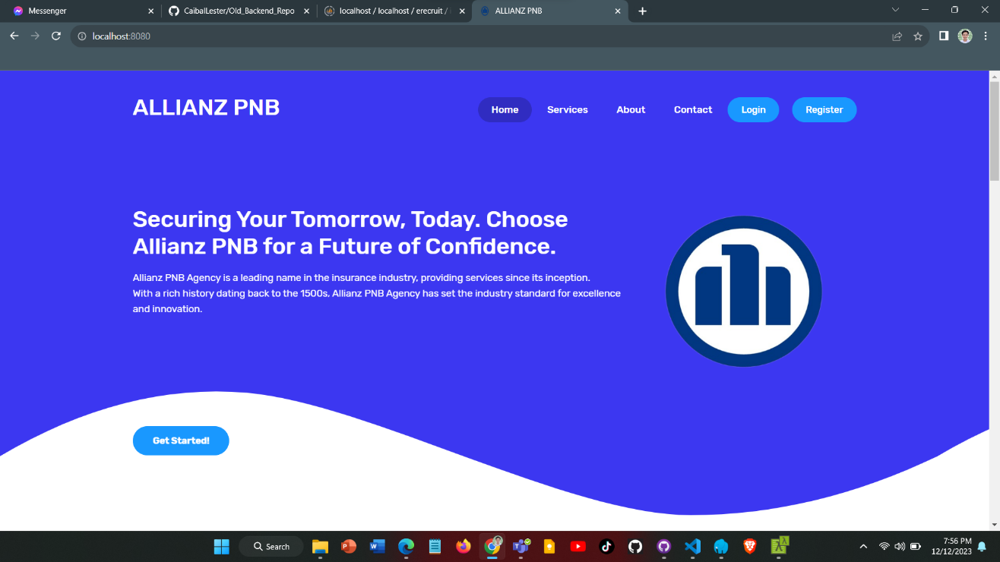 Messenger
CaibalLester/Old_Backend_Repo
localhost / localhost / erecruit /
ALLIANZ PNB
localhost:8080
ALLIANZ PNB
Home
Services
About
Contact
Login
Register
Securing Your Tomorrow, Today. Choose
Allianz PNB for a Future of Confidence.
Allianz PNB Agency is a leading name in the insurance industry, providing services since its inception.
With a rich history dating back to the 1500s, Allianz PNB Agency has set the industry standard for excellence
and innovation.
Get Started!
Search
7:56 PM
12/12/2023